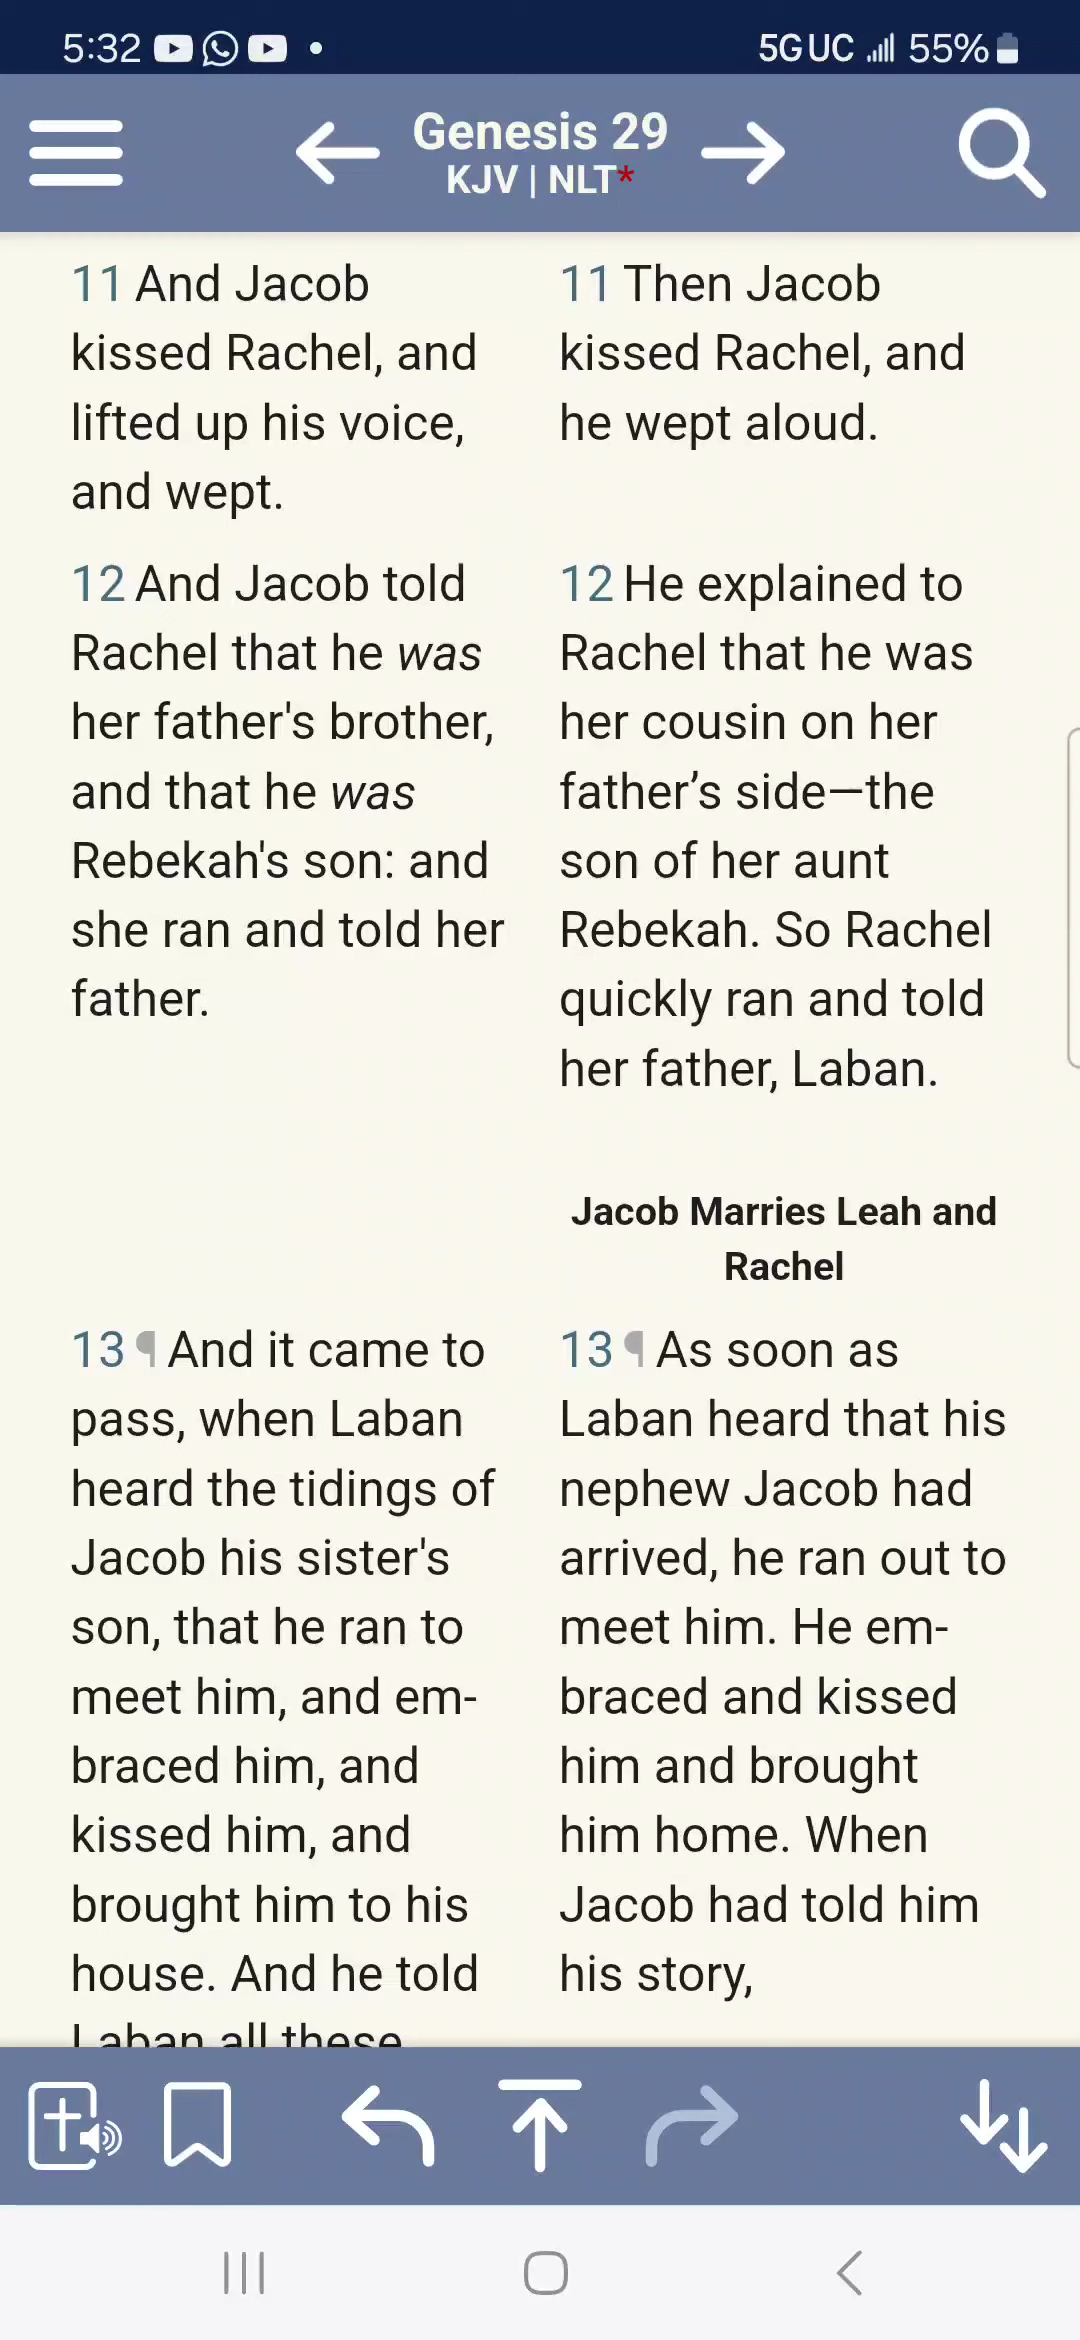 5:32
5G UC 55%
Genesis 29
KJV | NLT*
11 And Jacob
kissed Rachel, and
lifted up his voice,
and wept.
12 And Jacob told
Rachel that he was
her father's brother,
and that he was
Rebekah's son: and
she ran and told her
father.
13 ¶ And it came to
pass, when Laban
heard the tidings of
Jacob his sister's
son, that he ran to
meet him, and em-
braced him, and
kissed him, and
brought him to his
house. And he told
Laban all these
11 Then Jacob
kissed Rachel, and
he wept aloud.
12 He explained to
Rachel that he was
her cousin on her
father’s side—the
son of her aunt
Rebekah. So Rachel
quickly ran and told
her father, Laban.
Jacob Marries Leah and
Rachel
13 ¶ As soon as
Laban heard that his
nephew Jacob had
arrived, he ran out to
meet him. He em-
braced and kissed
him and brought
him home. When
Jacob had told him
his story,